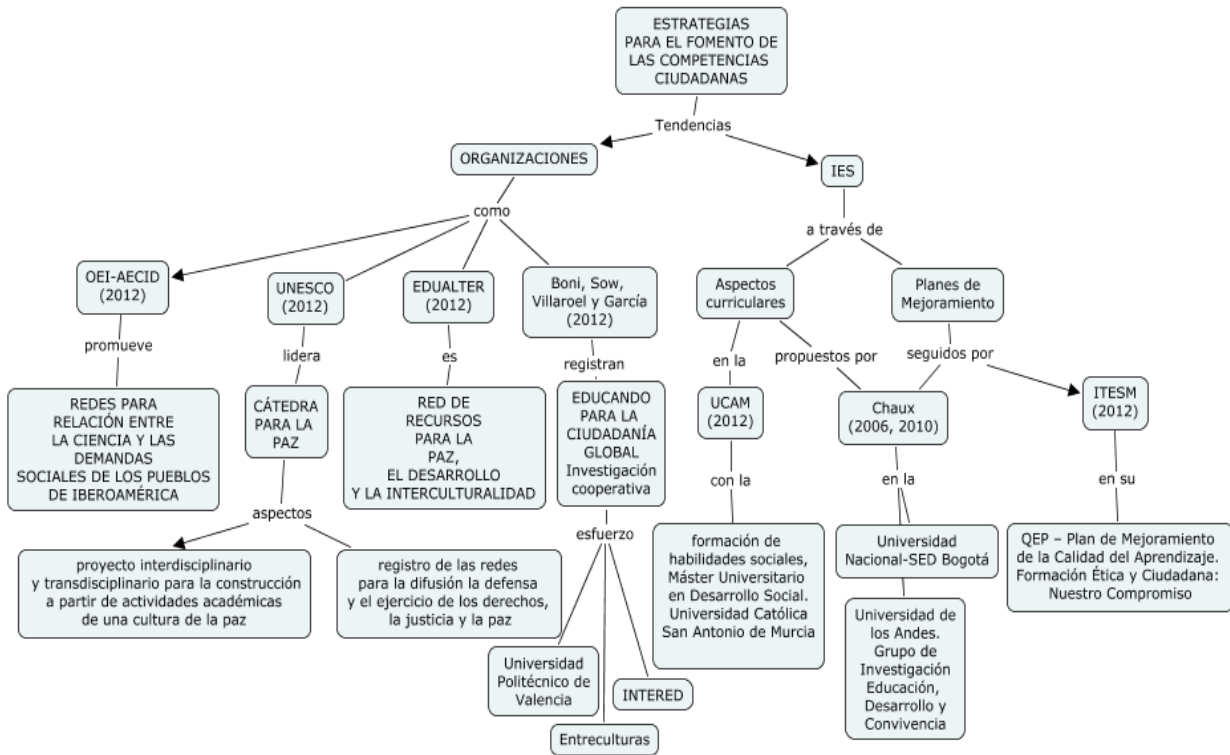 ESTRATEGIAS
PARA EL FOMENTO DE
LAS COMPETENCIAS
CIUDADANAS
Tendencias
ORGANIZACIONES
IES
como
a través de
OEI-AECID
(2012)
UNESCO
(2012)
EDUALTER
(2012)
Boni, Sow,
Villaroel y García
(2012)
Aspectos
curriculares
Planes de
Mejoramiento
promueve
lidera
es
registran
en la
propuestos por
seguidos por
REDES PARA
RELACIÓN ENTRE
LA CIENCIA Y LAS
DEMANDAS
SOCIALES DE LOS PUEBLOS
DE IBEROAMÉRICA
CÁTEDRA
PARA LA
PAZ
RED DE
RECURSOS
PARA LA
PAZ,
EL DESARROLLO
Y LA INTERCULTURALIDAD
EDUCANDO
PARA LA
CIUDADANÍA
GLOBAL
Investigación
cooperativa
UCAM
(2012)
Chaux
(2006, 2010)
ITESM
(2012)
aspectos
esfuerzo
con la
en la
en su
proyecto interdisciplinario
y transdisciplinario para la construcción
a partir de actividades académicas
de una cultura de la paz
registro de las redes
para la difusión la defensa
y el ejercicio de los derechos,
la justicia y la paz
formación de
habilidades sociales,
Máster Universitario
en Desarrollo Social.
Universidad Católica
San Antonio de Murcia
Universidad
Nacional-SED Bogotá
QEP – Plan de Mejoramiento
de la Calidad del Aprendizaje.
Formación Ética y Ciudadana:
Nuestro Compromiso
Universidad
Politécnico de
Valencia
Entreculturas
INTERED
Universidad de
los Andes.
Grupo de
Investigación
Educación,
Desarrollo y
Convivencia